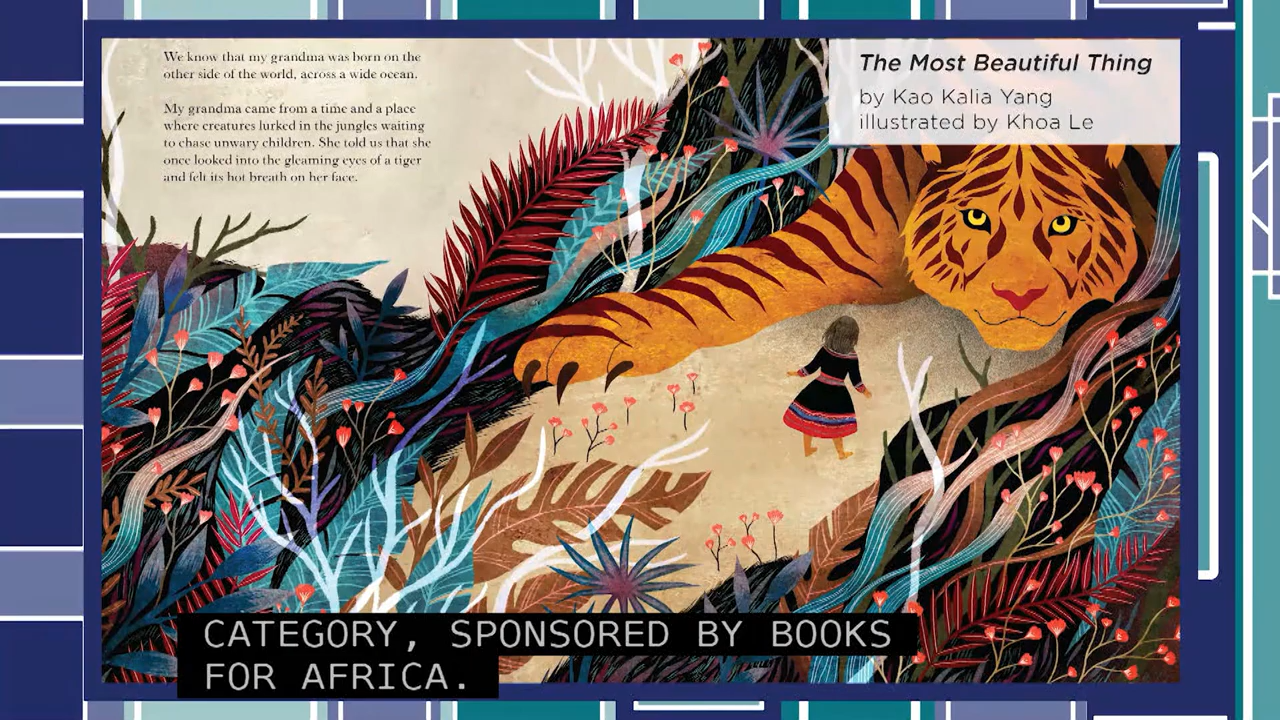 We know that my grandma was born on the
other side of the world, across a wide ocean.
My grandma came from a time and a place
where creatures lurked in the jungles waiting
to chase unwary children. She told us that she
once looked into the gleaming eyes of a tiger
and felt its hot breath on her face.
The Most Beautiful Thing
by Kao Kalia Yang
illustrated by Khoa Le
CATEGORY, SPONSORED BY BOOKS
FOR AFRICA.